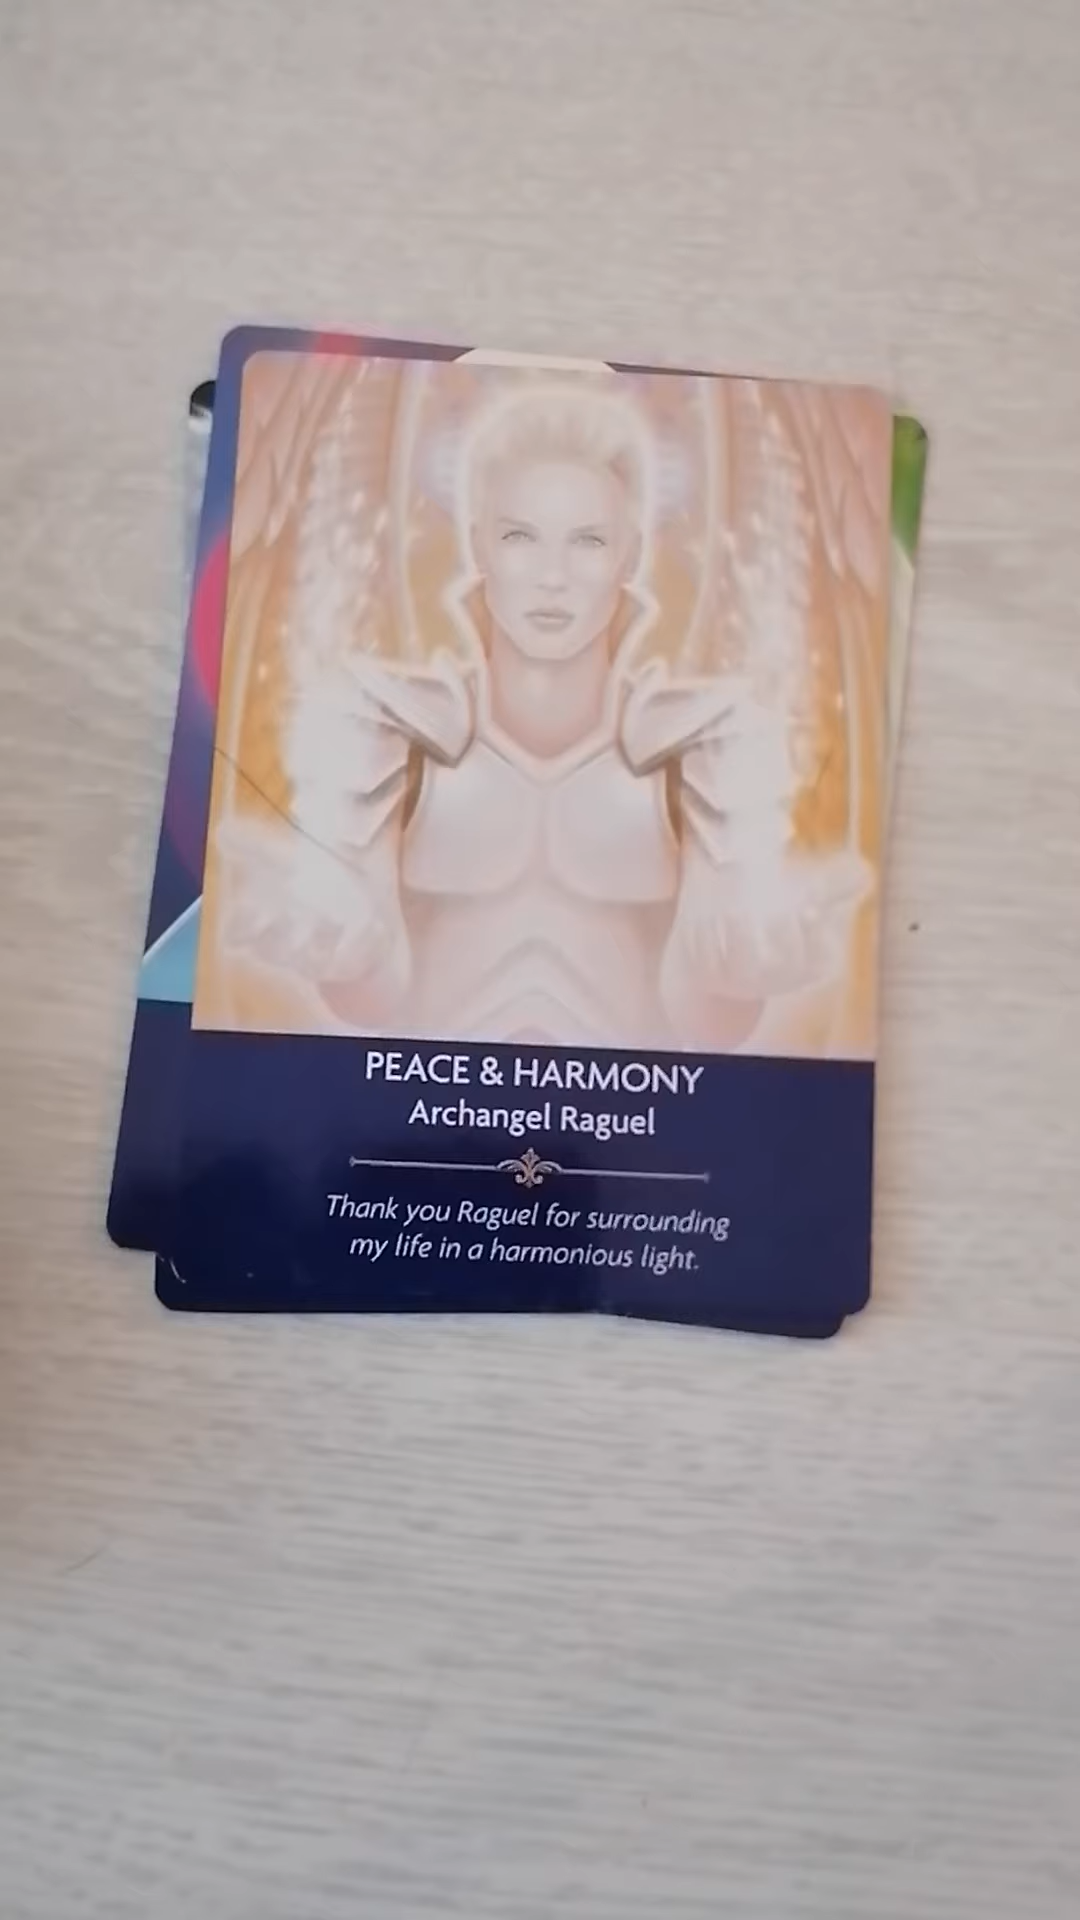 PEACE & HARMONY
Archangel Raguel
Thank you Raguel for surrounding
my life in a harmonious light.